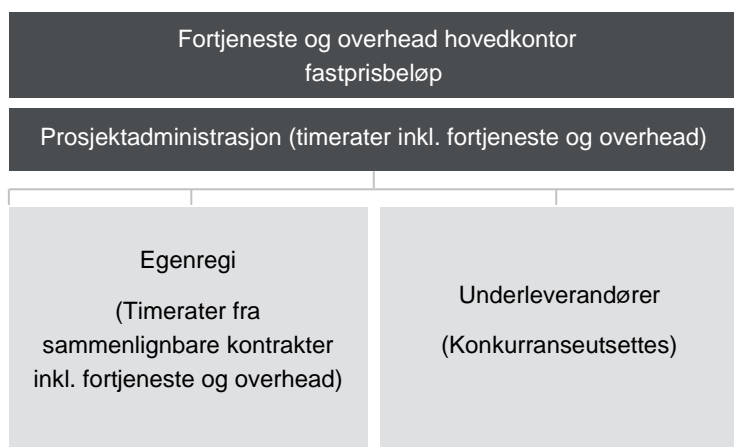 Fortjeneste og overhead hovedkontor
fastprisbeløp
Prosjektadministrasjon (timerater inkl. fortjeneste og overhead)
Egenregi
(Timerater fra
sammenlignbare kontrakter
inkl. fortjeneste og overhead)
Underleverandører
(Konkurranseutsettes)